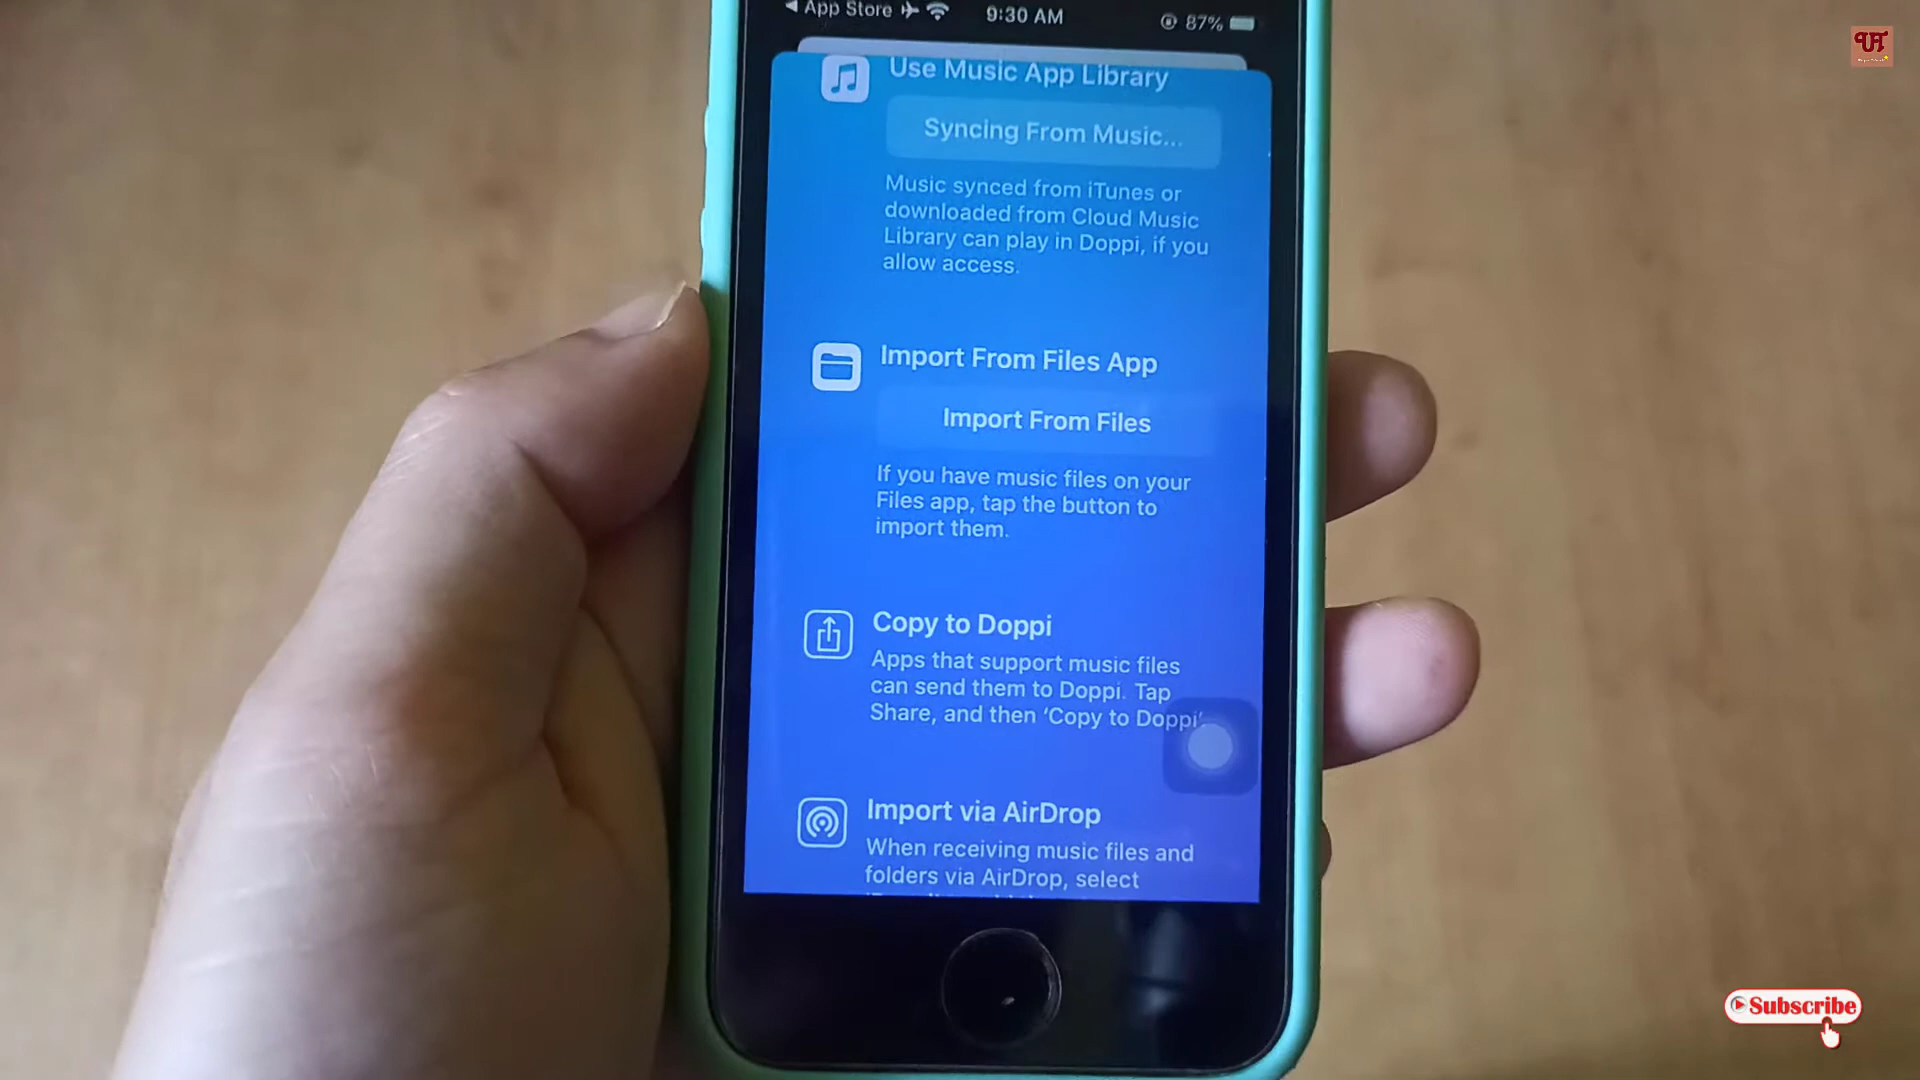 App Store
9:30 AM
87%
Use Music App Library
Syncing From Music...
Music synced from iTunes or
downloaded from Cloud Music
Library can play in Doppi, if you
allow access.
Import From Files App
Import From Files
If you have music files on your
Files app, tap the button to
import them.
Copy to Doppi
Apps that support music files
can send them to Doppi. Tap
Share, and then ‘Copy to Doppi’.
Import via AirDrop
When receiving music files and
folders via AirDrop, select
Subscribe